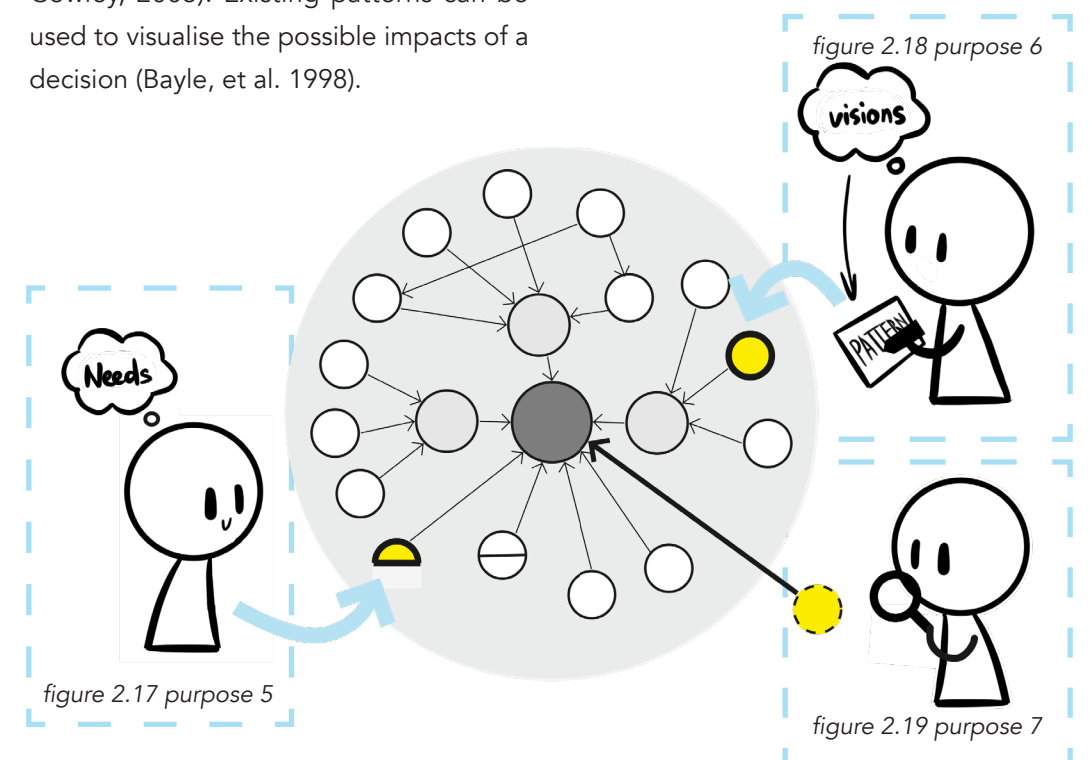 used to visualise the possible impacts of a
decision (Bayle, et al. 1998).
figure 2.18 purpose 6
visions
PATTERN
Needs
figure 2.17 purpose 5
figure 2.19 purpose 7